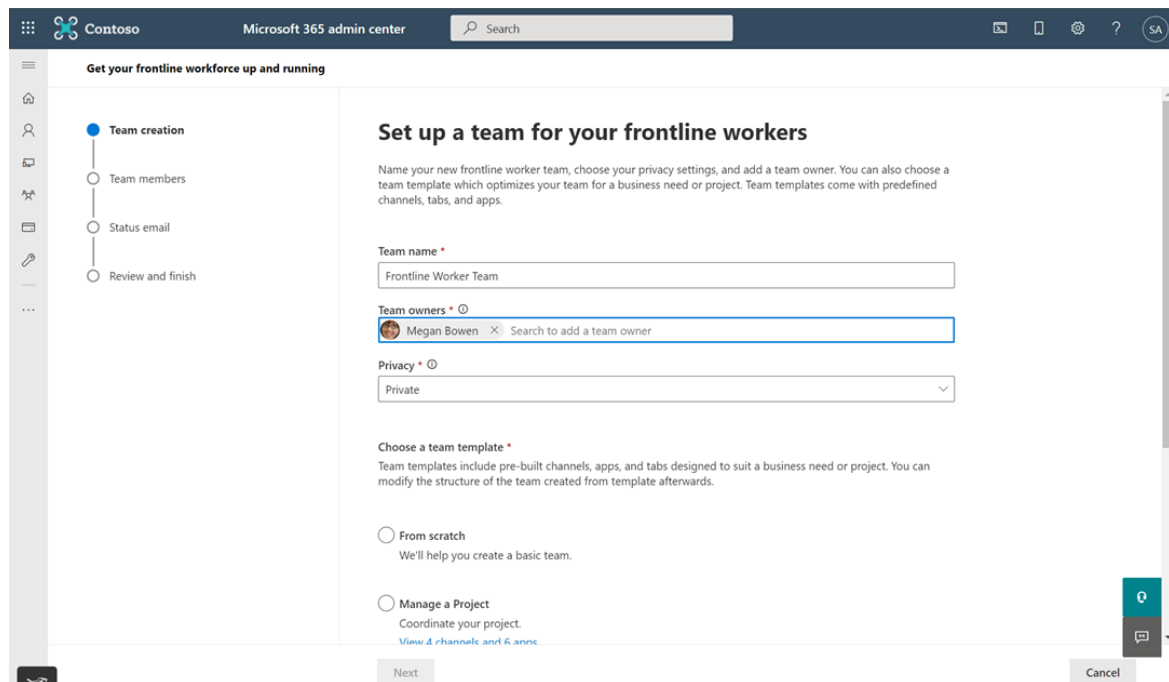 Contoso
Microsoft 365 admin center
Search
?
SA
Get your frontline workforce up and running
Team creation
Team members
Status email
Review and finish
Set up a team for your frontline workers
Name your new frontline worker team, choose your privacy settings, and add a team owner. You can also choose a
team template which optimizes your team for a business need or project. Team templates come with predefined
channels, tabs, and apps.
Team name *
Frontline Worker Team
Team owners *
Megan Bowen
Search to add a team owner
Privacy *
Private
Choose a team template *
Team templates include pre-built channels, apps, and tabs designed to suit a business need or project. You can
modify the structure of the team created from template afterwards.
From scratch
We'll help you create a basic team.
Manage a Project
Coordinate your project.
View 4 channels and 6 apps
Next
Cancel